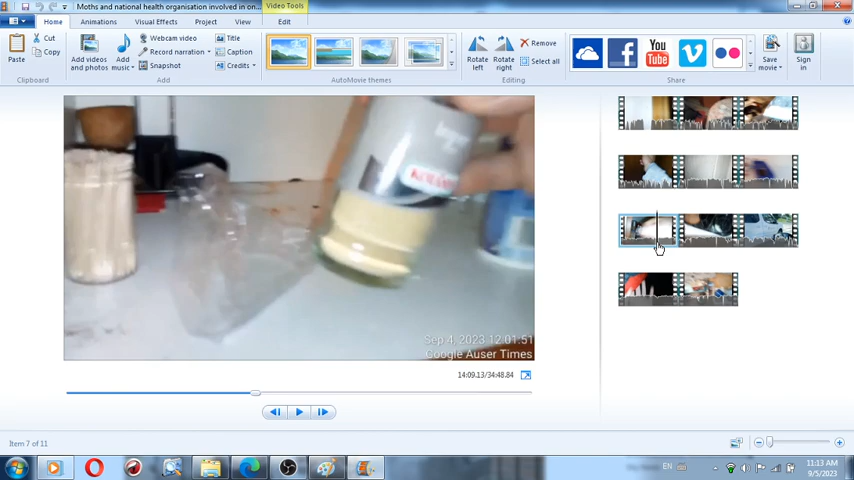 Moths and national health organisation involved in on...
Video Tools
Home
Animations
Visual Effects
Project
View
Edit
Paste
Cut
Copy
Clipboard
Add videos
and photos
Add
music
Webcam video
Record narration
Snapshot
Title
Caption
Credits
Add
AutoMovie themes
Rotate
left
Rotate
right
Remove
Select all
Editing
You
Tube
Share
Save
movie
Sign
in
Sep 4, 2023 12:01:51
Google Auser Times
14:09.13/34:48.84
Item 7 of 11
EN
11:13 AM
9/5/2023